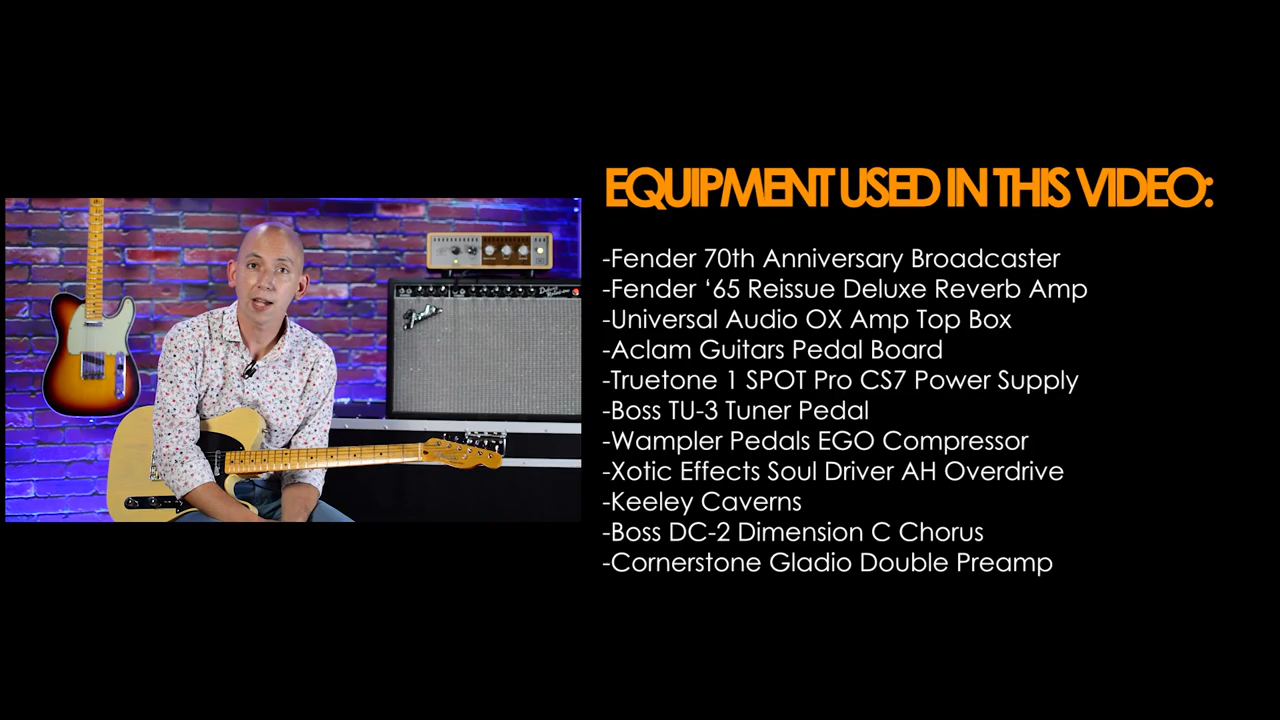 EQUIPMENT USED IN THIS VIDEO:
-Fender 70th Anniversary Broadcaster
-Fender ‘65 Reissue Deluxe Reverb Amp
-Universal Audio OX Amp Top Box
-Aclam Guitars Pedal Board
-Truetone 1 SPOT Pro CS7 Power Supply
-Boss TU-3 Tuner Pedal
-Wampler Pedals EGO Compressor
-Xotic Effects Soul Driver AH Overdrive
-Keeley Caverns
-Boss DC-2 Dimension C Chorus
-Cornerstone Gladio Double Preamp